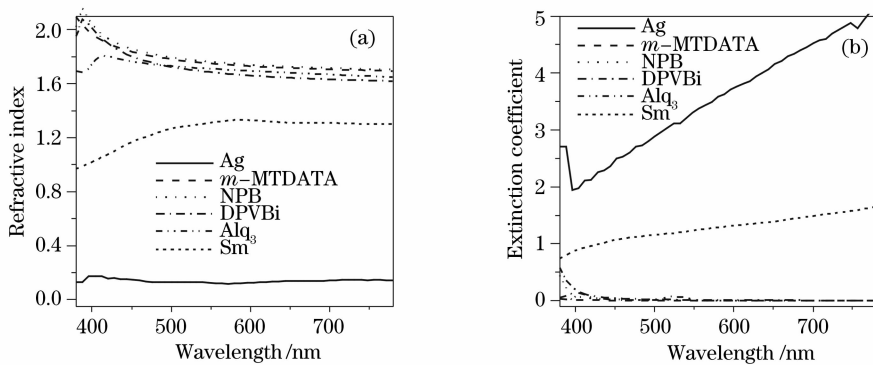 2.0
1.6
1.2
0.8
0.4
0.0
Refractive index
(a)
Ag
m-MTDATA
NPB
DPVBi
Alq3
Sm
400
500
600
700
Wavelength /nm
5
4
3
2
1
0
Extinction coefficient
(b)
Ag
m-MTDATA
NPB
DPVBi
Alq3
Sm
400
500
600
700
Wavelength /nm